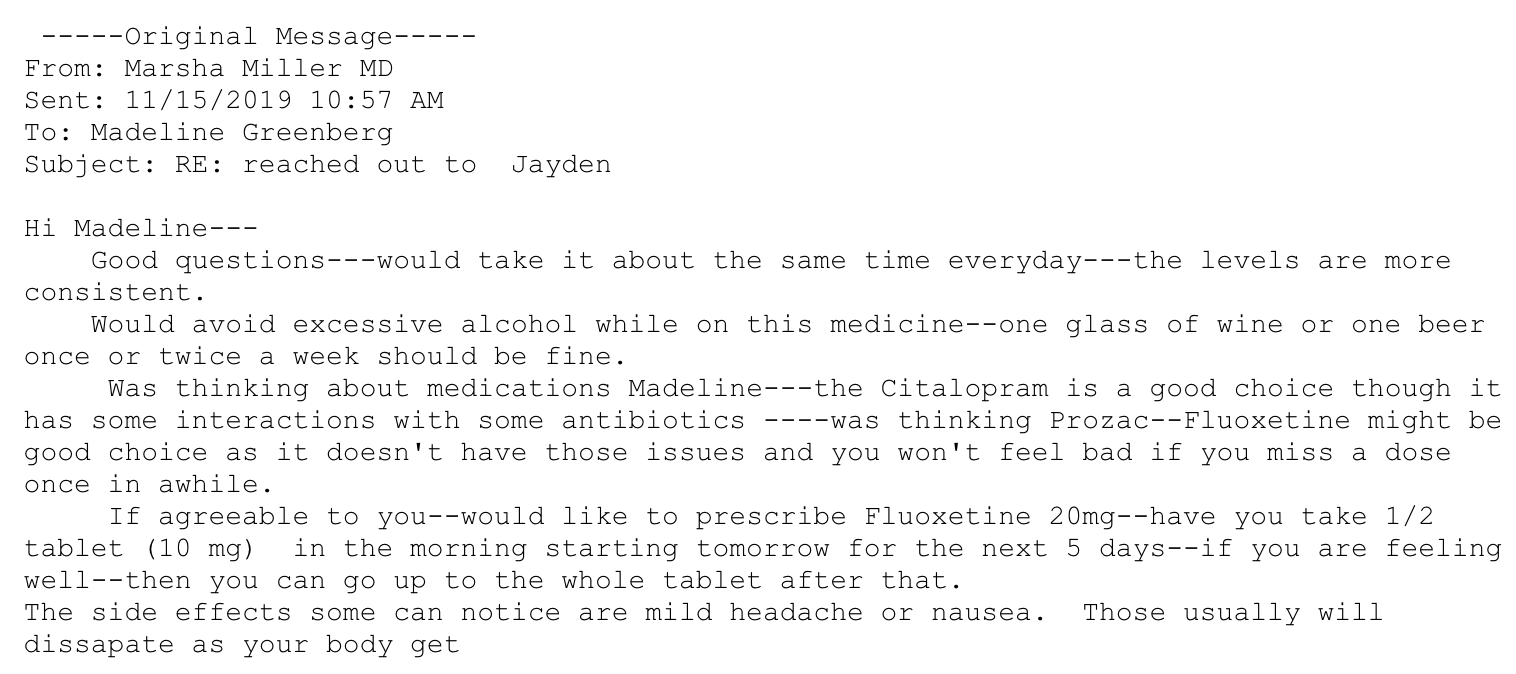 -----Original Message-----
From: Marsha Miller MD
Sent: 11/15/2019 10:57 AM
To: Madeline Greenberg
Subject: RE: reached out to  Jayden

Hi Madeline---
    Good questions---would take it about the same time everyday---the levels are more
consistent.
    Would avoid excessive alcohol while on this medicine--one glass of wine or one beer
once or twice a week should be fine.
     Was thinking about medications Madeline---the Citalopram is a good choice though it
has some interactions with some antibiotics ----was thinking Prozac--Fluoxetine might be
good choice as it doesn't have those issues and you won't feel bad if you miss a dose
once in awhile.
     If agreeable to you--would like to prescribe Fluoxetine 20mg--have you take 1/2
tablet (10 mg)  in the morning starting tomorrow for the next 5 days--if you are feeling
well--then you can go up to the whole tablet after that.
The side effects some can notice are mild headache or nausea.  Those usually will
dissapate as your body get